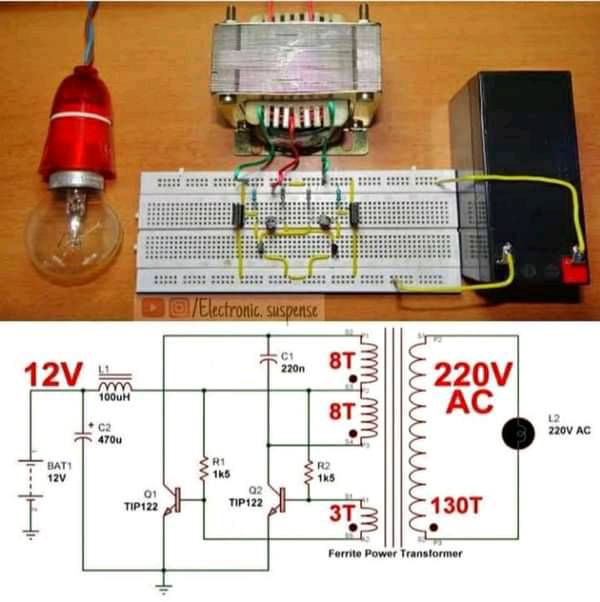 /Electronic. suspense
12V
L1
100uH
C1
220n
8T
8T
3T
220V
AC
130T
L2
220V AC
C2
470u
BAT1
12V
R1
1k5
R2
1k5
Q1
TIP122
Q2
TIP122
Ferrite Power Transformer